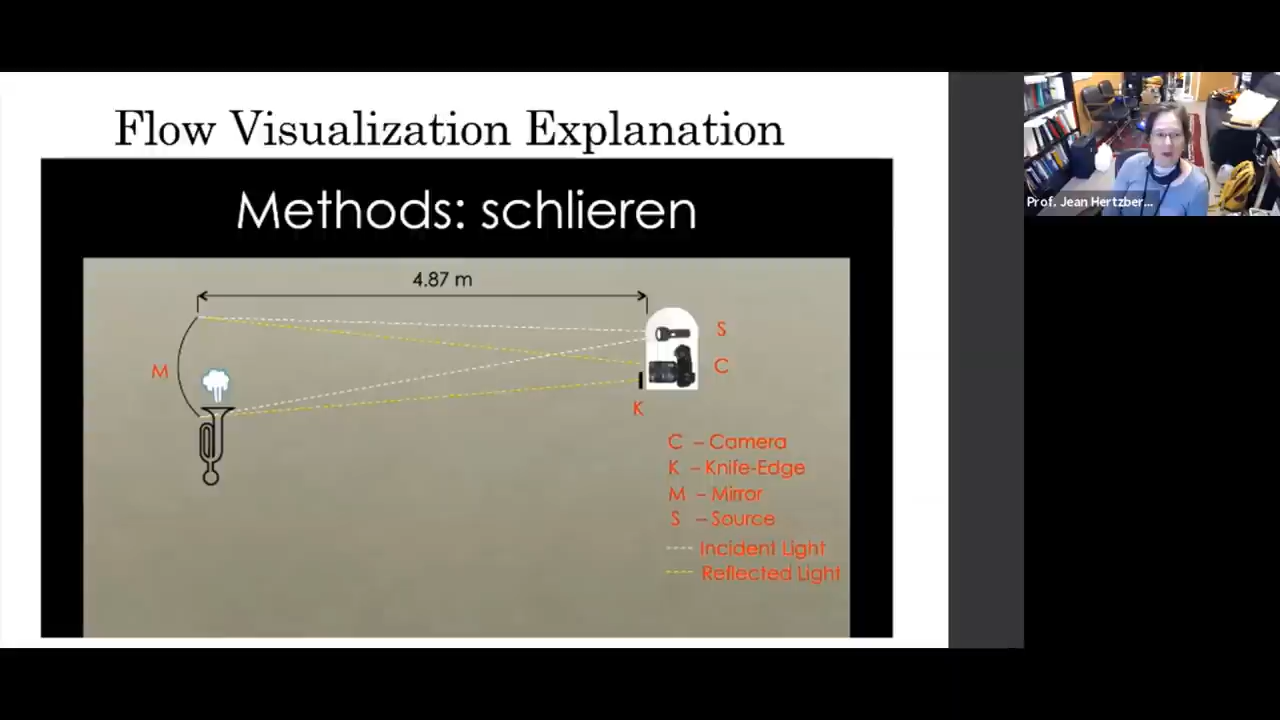 Flow Visualization Explanation
Methods: schlieren
4.87 m
S
M
C
K
C – Camera
K – Knife-Edge
M – Mirror
S – Source
Incident Light
Reflected Light
Prof. Jean Hertzber...